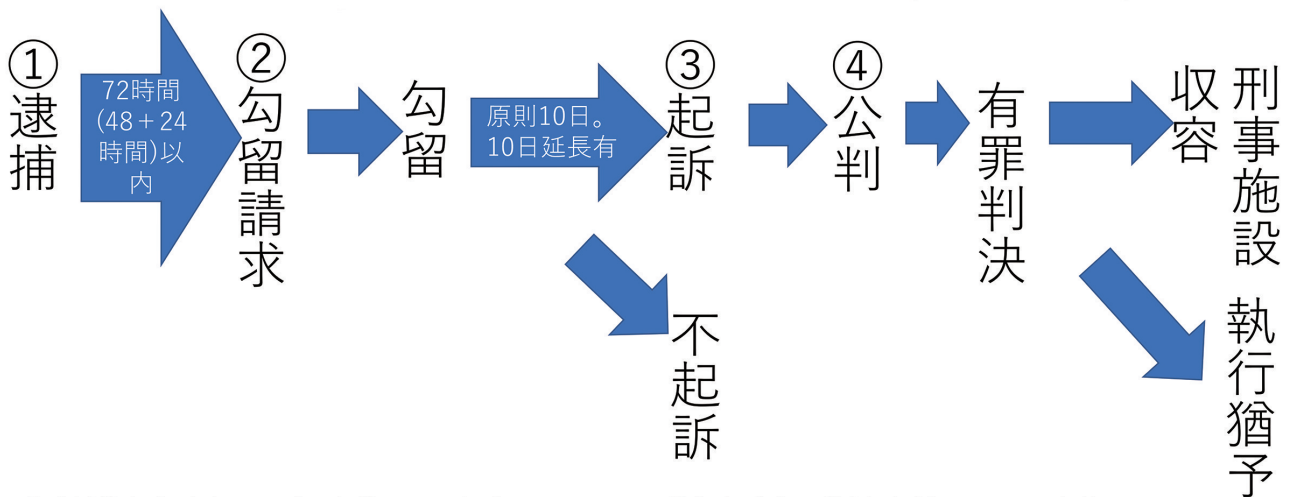 ①逮捕
72時間
(48+24
時間)以
内
②勾留請求
勾留
原則10日。
10日延長有
③起訴
不起訴
④公判
有罪判決
刑事施設
収容
執行猶予